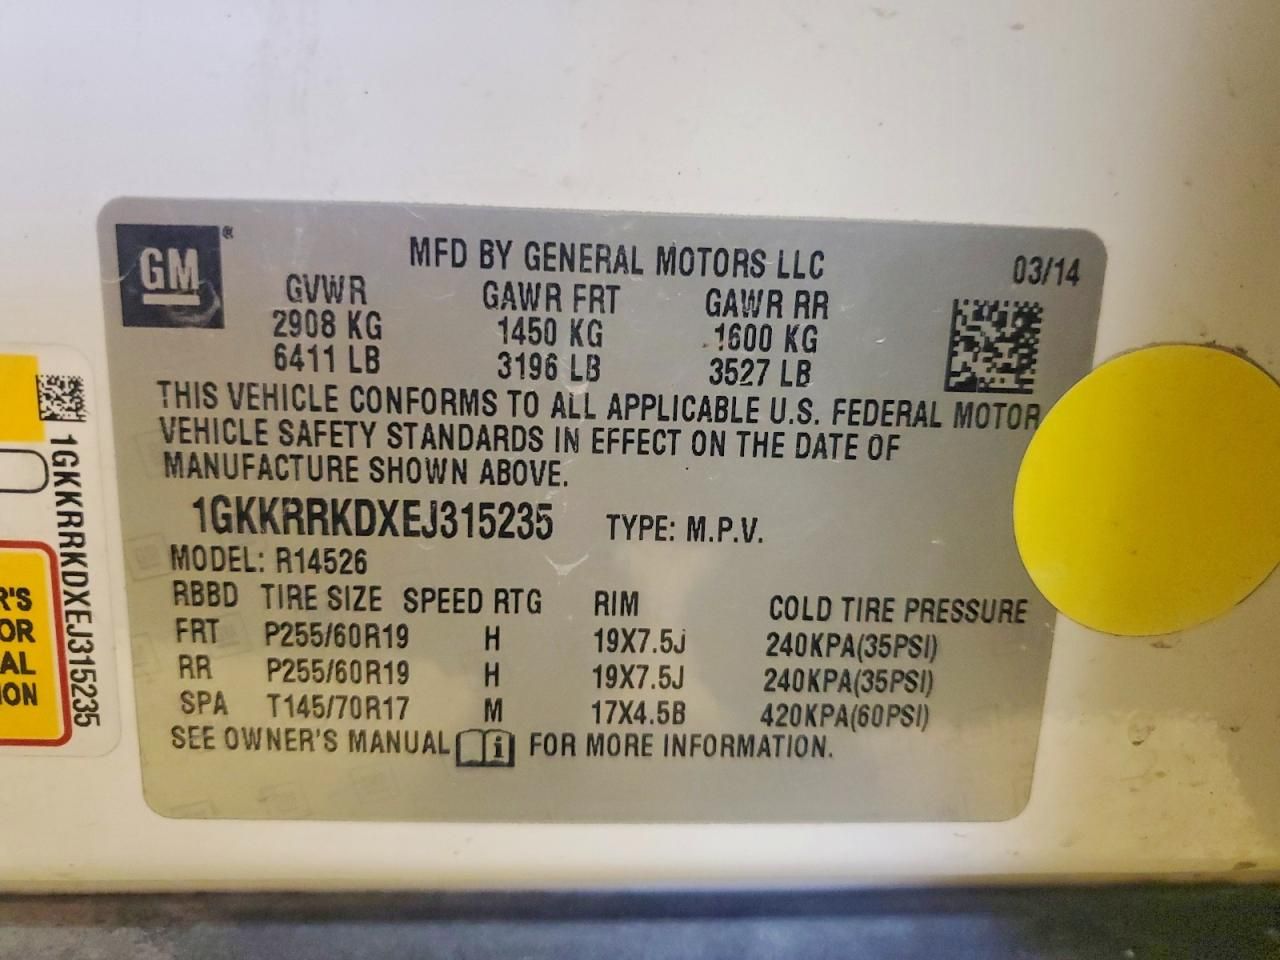 GM®
MFD BY GENERAL MOTORS LLC 03/14
GVWR GAWR FRT GAWR RR
2908 KG 1450 KG 1600 KG
6411 LB 3196 LB 3527 LB
THIS VEHICLE CONFORMS TO ALL APPLICABLE U.S. FEDERAL MOTOR
VEHICLE SAFETY STANDARDS IN EFFECT ON THE DATE OF
MANUFACTURE SHOWN ABOVE.
1GKKRRKDXEJ315235 TYPE: M.P.V.
MODEL: R14526
RBBD TIRE SIZE SPEED RTG RIM COLD TIRE PRESSURE
FRT P255/60R19 H 19X7.5J 240KPA(35PSI)
RR P255/60R19 H 19X7.5J 240KPA(35PSI)
SPA T145/70R17 M 17X4.5B 420KPA(60PSI)
SEE OWNER'S MANUAL FOR MORE INFORMATION.
1GKKRRKDXEJ315235
R'S
OR
AL
ION